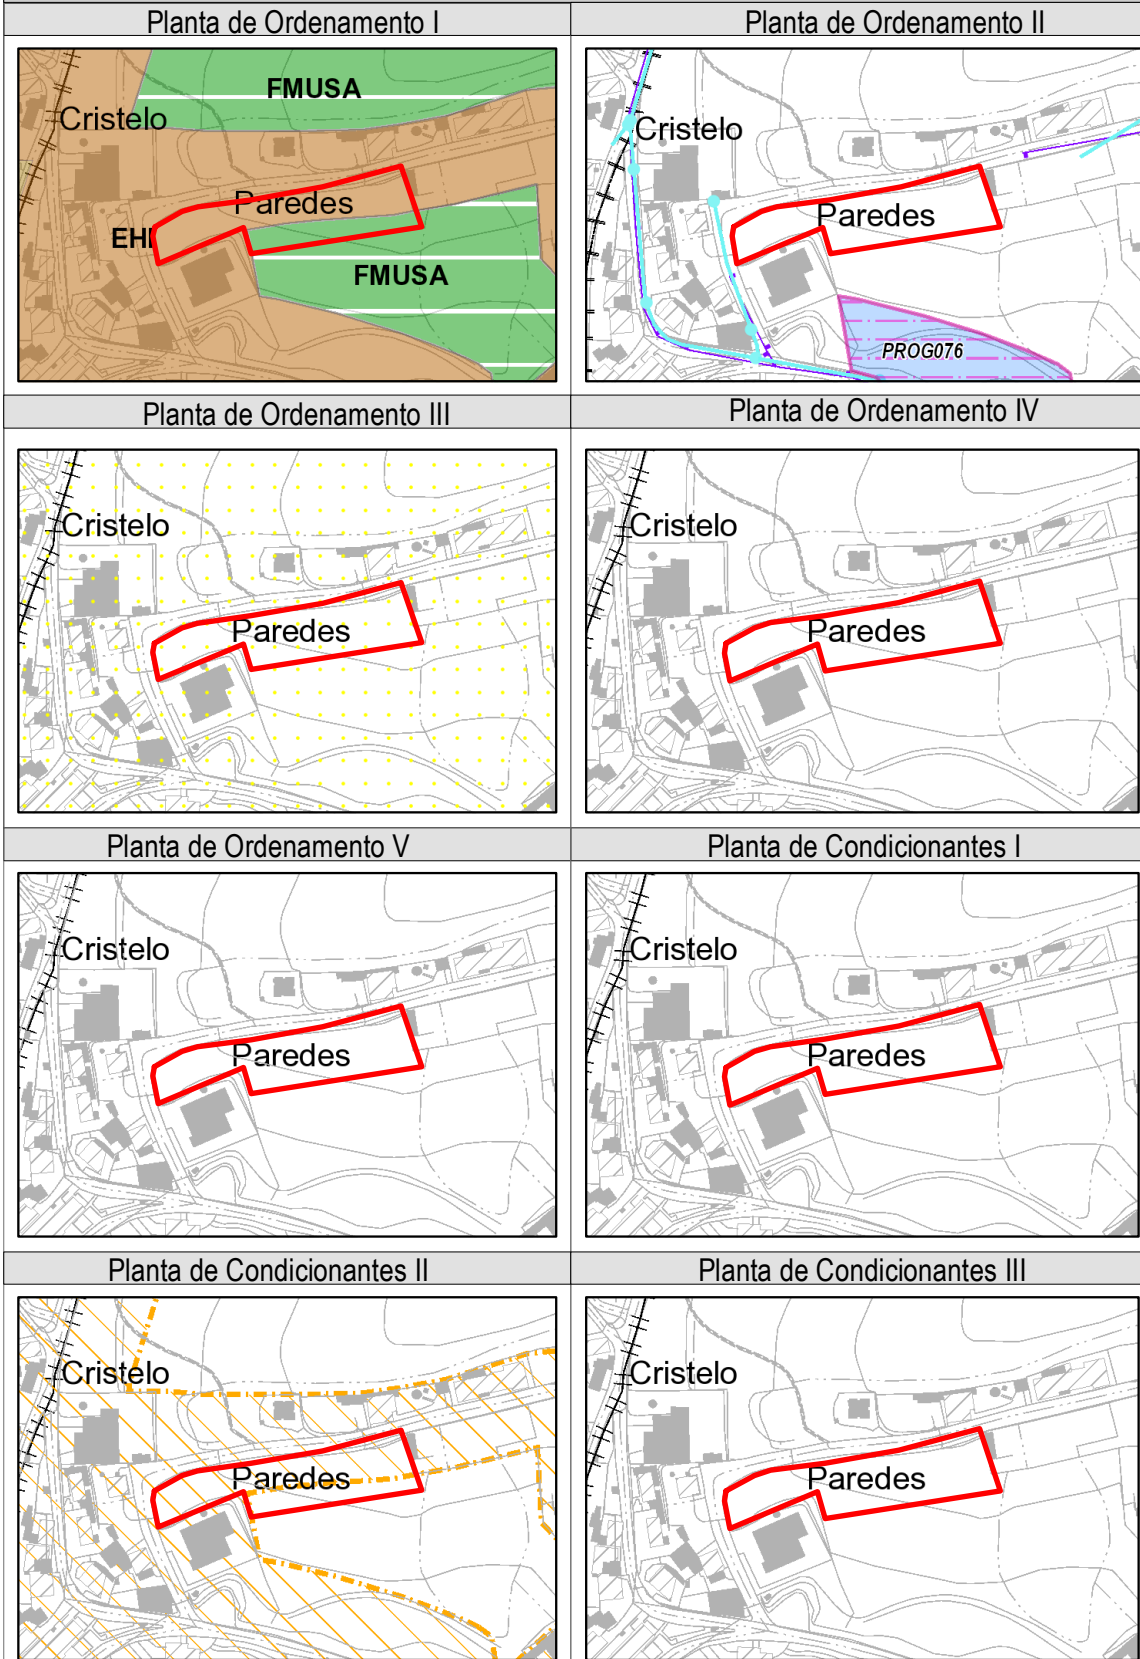 Planta de Ordenamento I
Planta de Ordenamento II
FMUSA
Cristelo
Paredes
FMUSA
Cristelo
Paredes
PROG076
Planta de Ordenamento III
Planta de Ordenamento IV
Cristelo
Paredes
Cristelo
Paredes
Planta de Ordenamento V
Planta de Condicionantes I
Cristelo
Paredes
Cristelo
Paredes
Planta de Condicionantes II
Planta de Condicionantes III
Cristelo
Paredes
Cristelo
Paredes